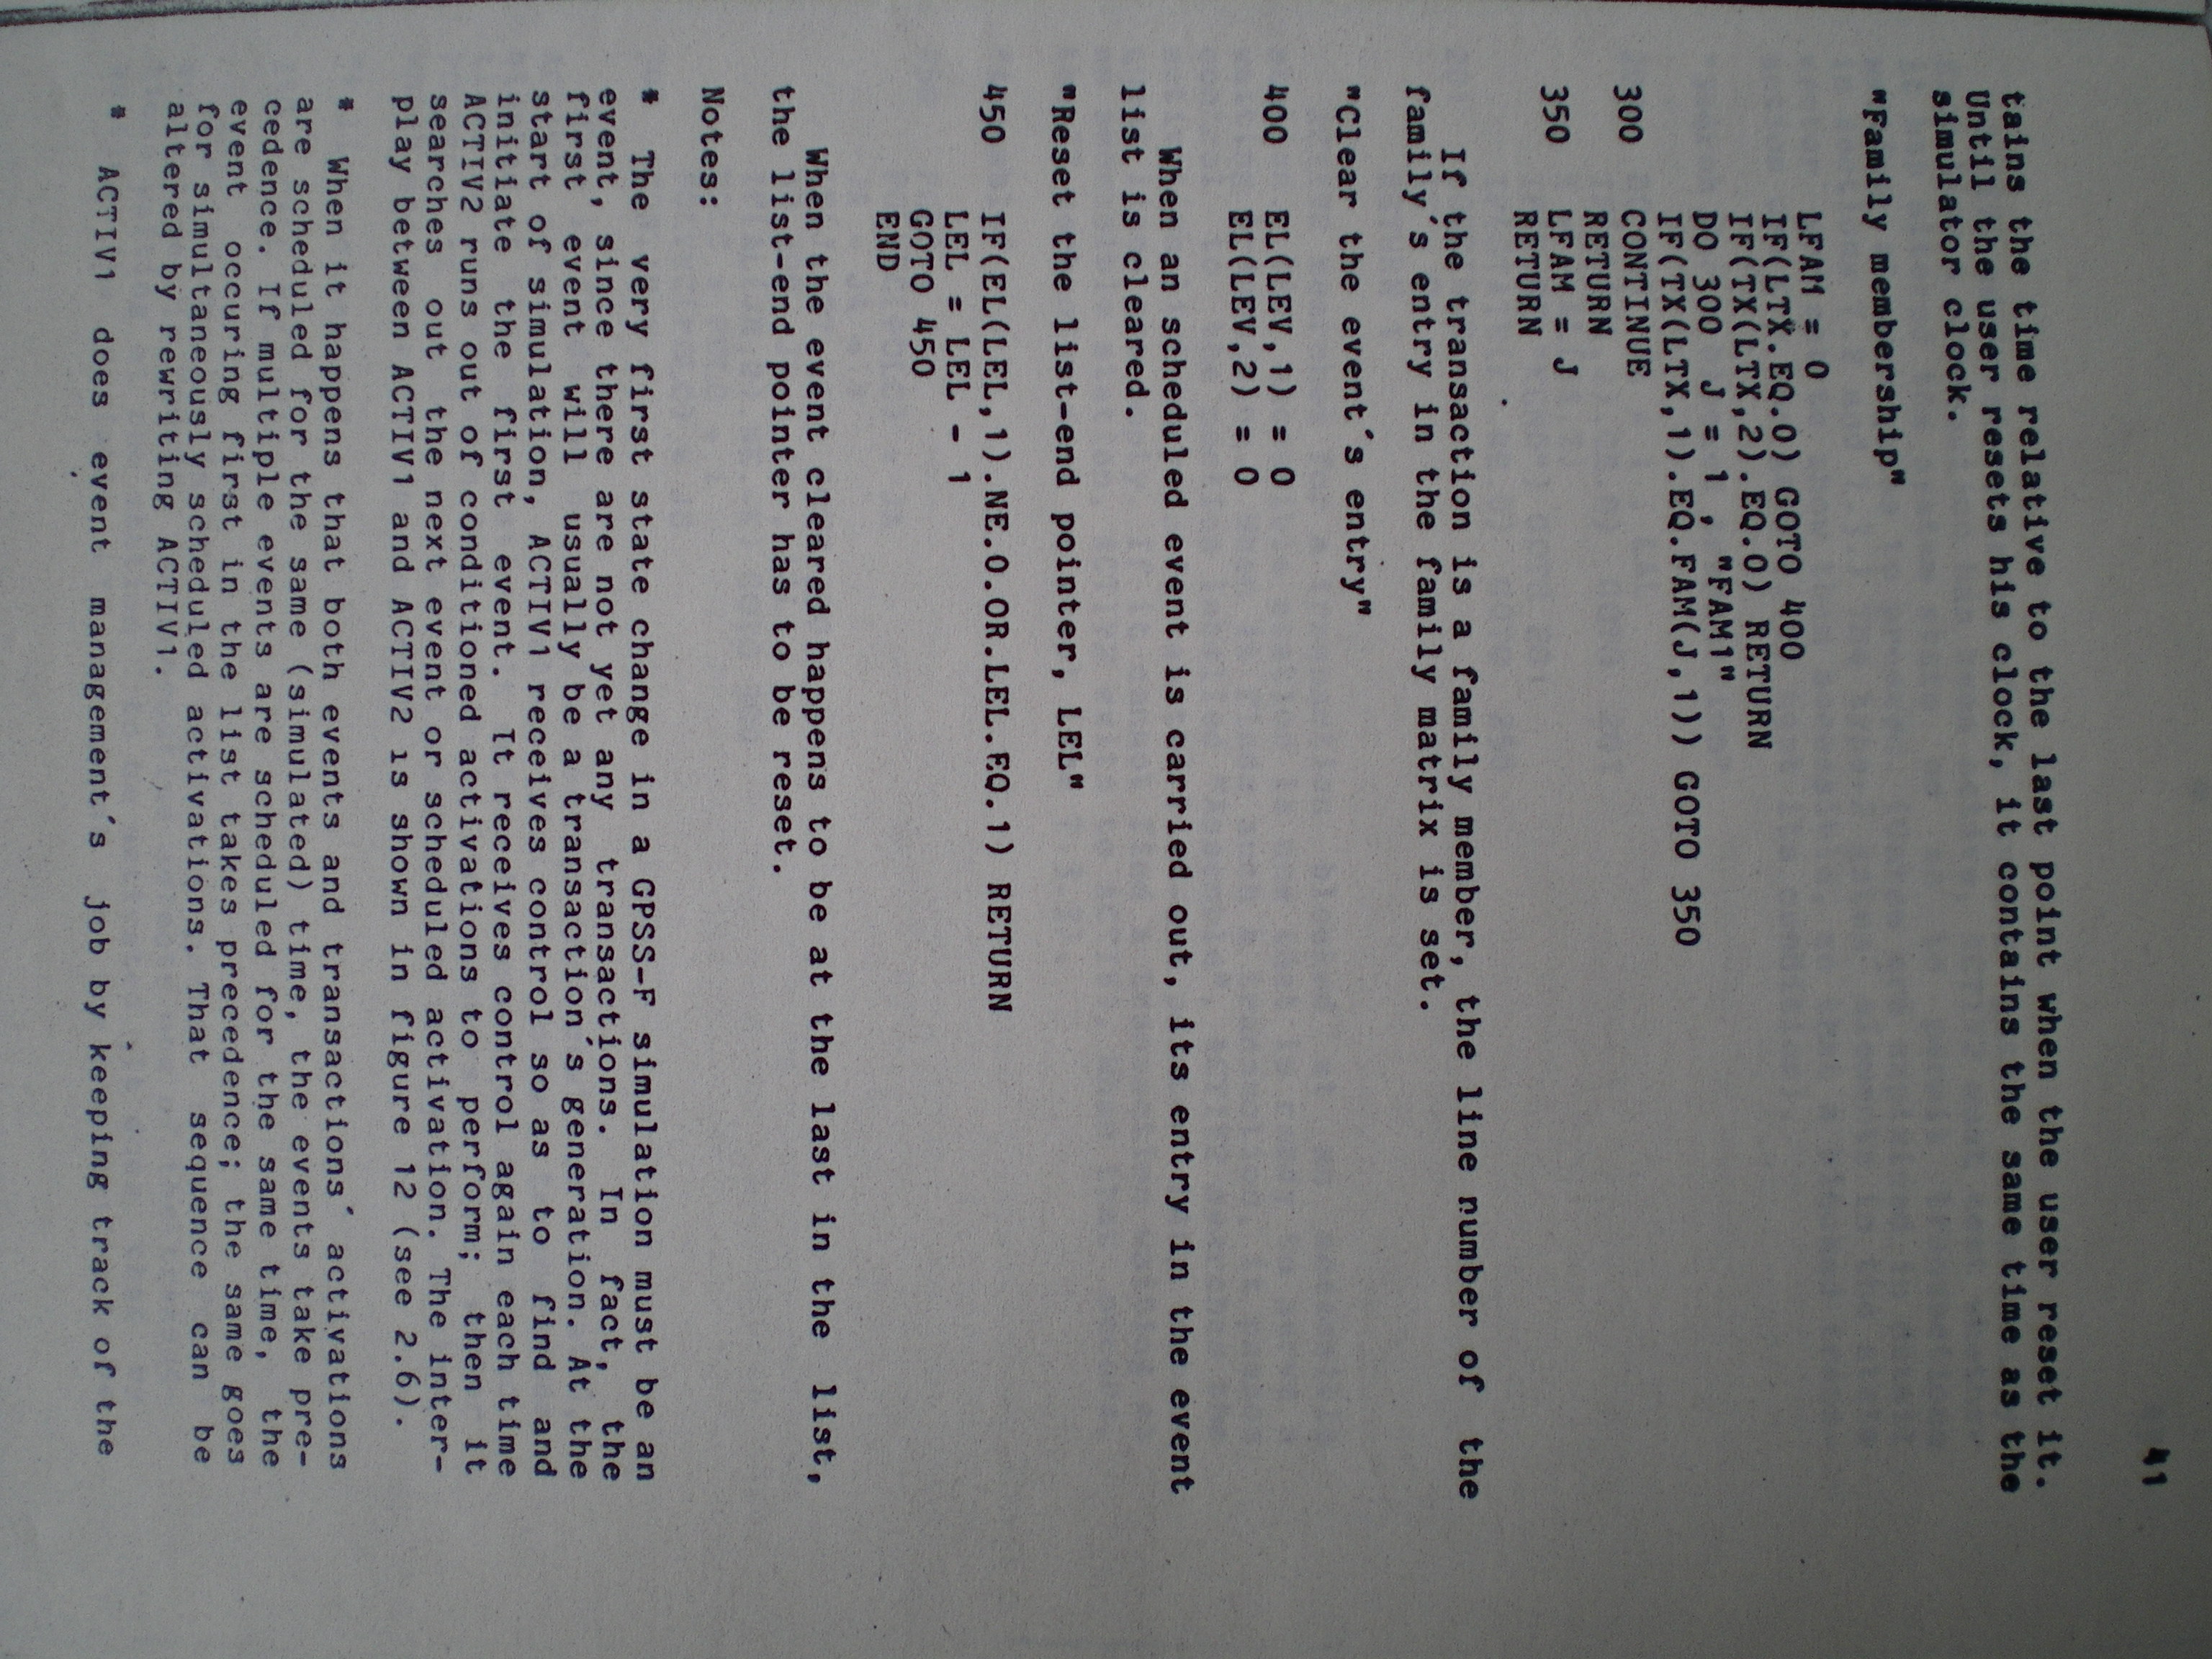 41
tains the time relative to the last point when the user reset it.
Until the user resets his clock, it contains the same time as the
simulator clock.
"Family membership"
LFAM = 0
IF(LTX.EQ.0) GOTO 400
IF(TX(LTX,2).EQ.0) RETURN
DO 300 J = 1 , "FAM1"
IF(TX(LTX,1).EQ.FAM(J,1)) GOTO 350
300 CONTINUE
RETURN
350 LFAM = J
RETURN
If the transaction is a family member, the line number of the
family's entry in the family matrix is set.
"Clear the event's entry"
400 EL(LEV,1) = 0
EL(LEV,2) = 0
When an scheduled event is carried out, its entry in the event
list is cleared.
"Reset the list-end pointer, LEL"
450 IF(EL(LEL,1).NE.0.OR.LEL.EQ.1) RETURN
LEL = LEL - 1
GOTO 450
END
When the event cleared happens to be at the last in the list,
the list-end pointer has to be reset.
Notes:
* The very first state change in a GPSS-F simulation must be an
event, since there are not yet any transactions. In fact, the
first event will usually be a transaction's generation. At the
start of simulation, ACTIV1 receives control so as to find and
initiate the first event. It receives control again each time
ACTIV2 runs out of conditioned activations to perform; then it
searches out the next event or scheduled activation. The inter-
play between ACTIV1 and ACTIV2 is shown in figure 12 (see 2.6).
* When it happens that both events and transactions' activations
are scheduled for the same (simulated) time, the events take pre-
cedence. If multiple events are scheduled for the same time, the
event occuring first in the list takes precedence; the same goes
for simultaneously scheduled activations. That sequence can be
altered by rewriting ACTIV1.
* ACTIV1 does event management's job by keeping track of the